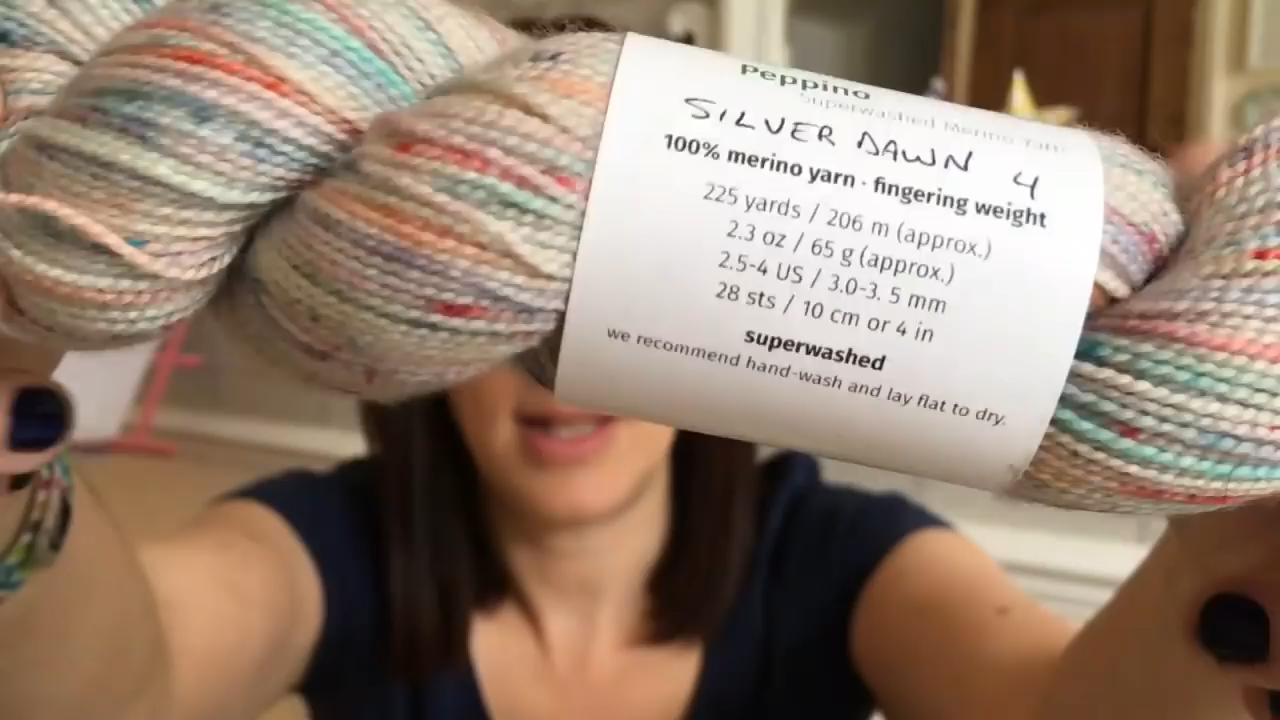 Peppino
Superwashed Merino Yarn
SILVER DAWN 4
100% merino yarn · fingering weight
225 yards / 206 m (approx.)
2.3 oz / 65 g (approx.)
2.5-4 US / 3.0-3. 5 mm
28 sts / 10 cm or 4 in
superwashed
we recommend hand-wash and lay flat to dry.